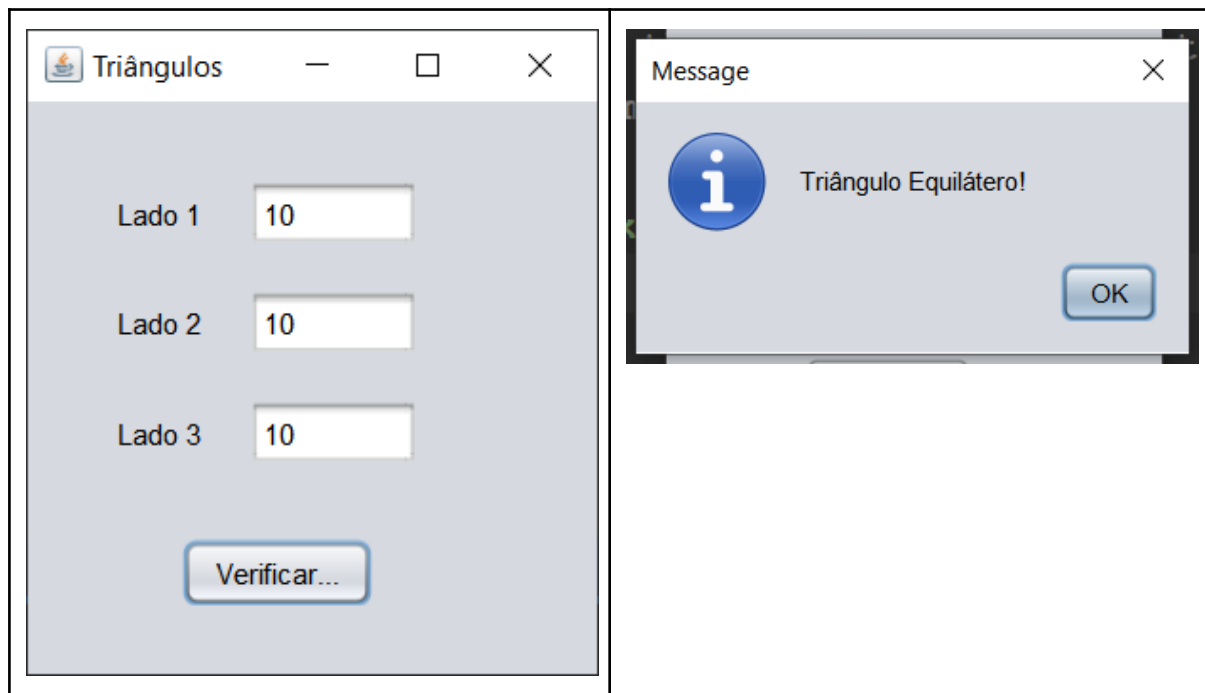 Triângulos
Lado 1 10
Lado 2 10
Lado 3 10
Verificar...
Message
Triângulo Equilátero!
OK